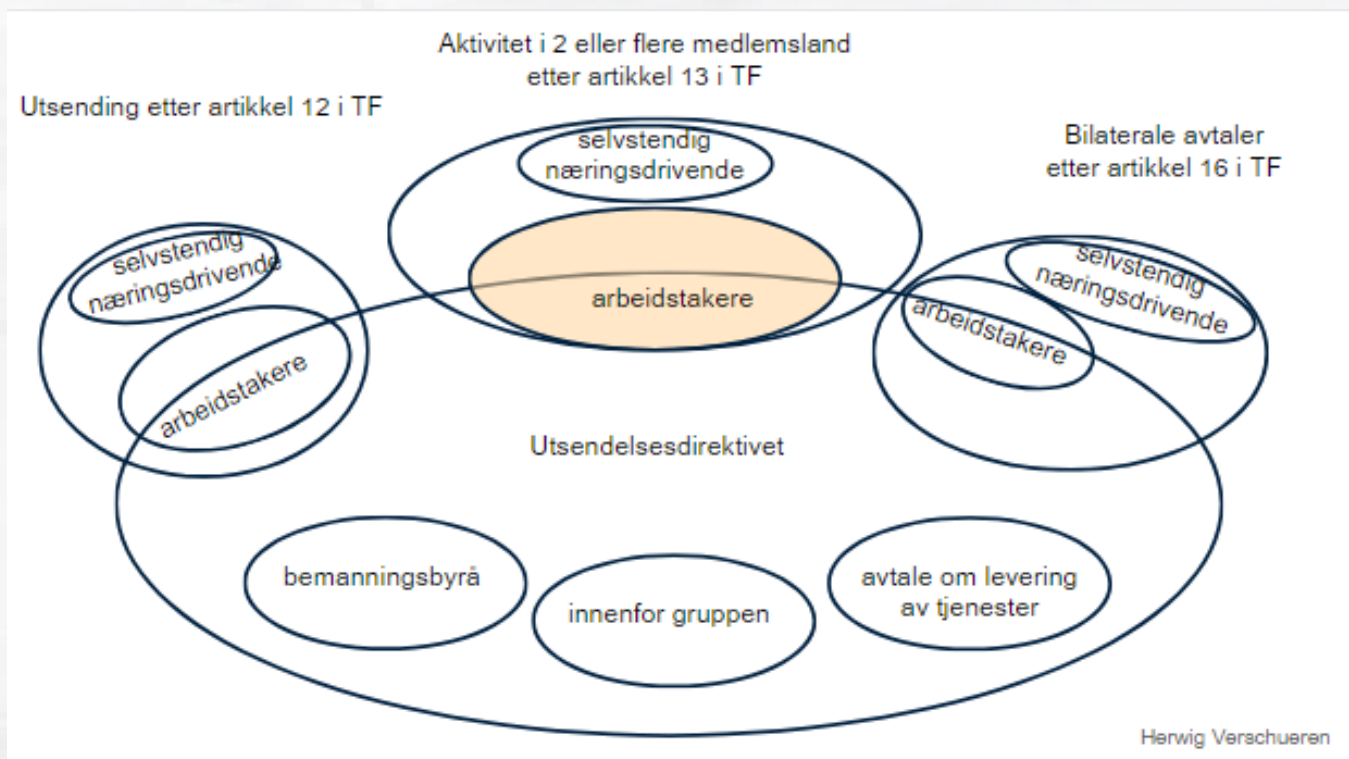 Aktivitet i 2 eller flere medlemsland
etter artikkel 13 i TF
Utsending etter artikkel 12 i TF
Bilaterale avtaler
etter artikkel 16 i TF
selvstendig
næringsdrivende
arbeidstakere
selvstendig
næringsdrivende
arbeidstakere
selvstendig
næringsdrivende
arbeidstakere
Utsendelsesdirektivet
bemanningsbyrå
innenfor gruppen
avtale om levering
av tjenester
Herwig Verschueren